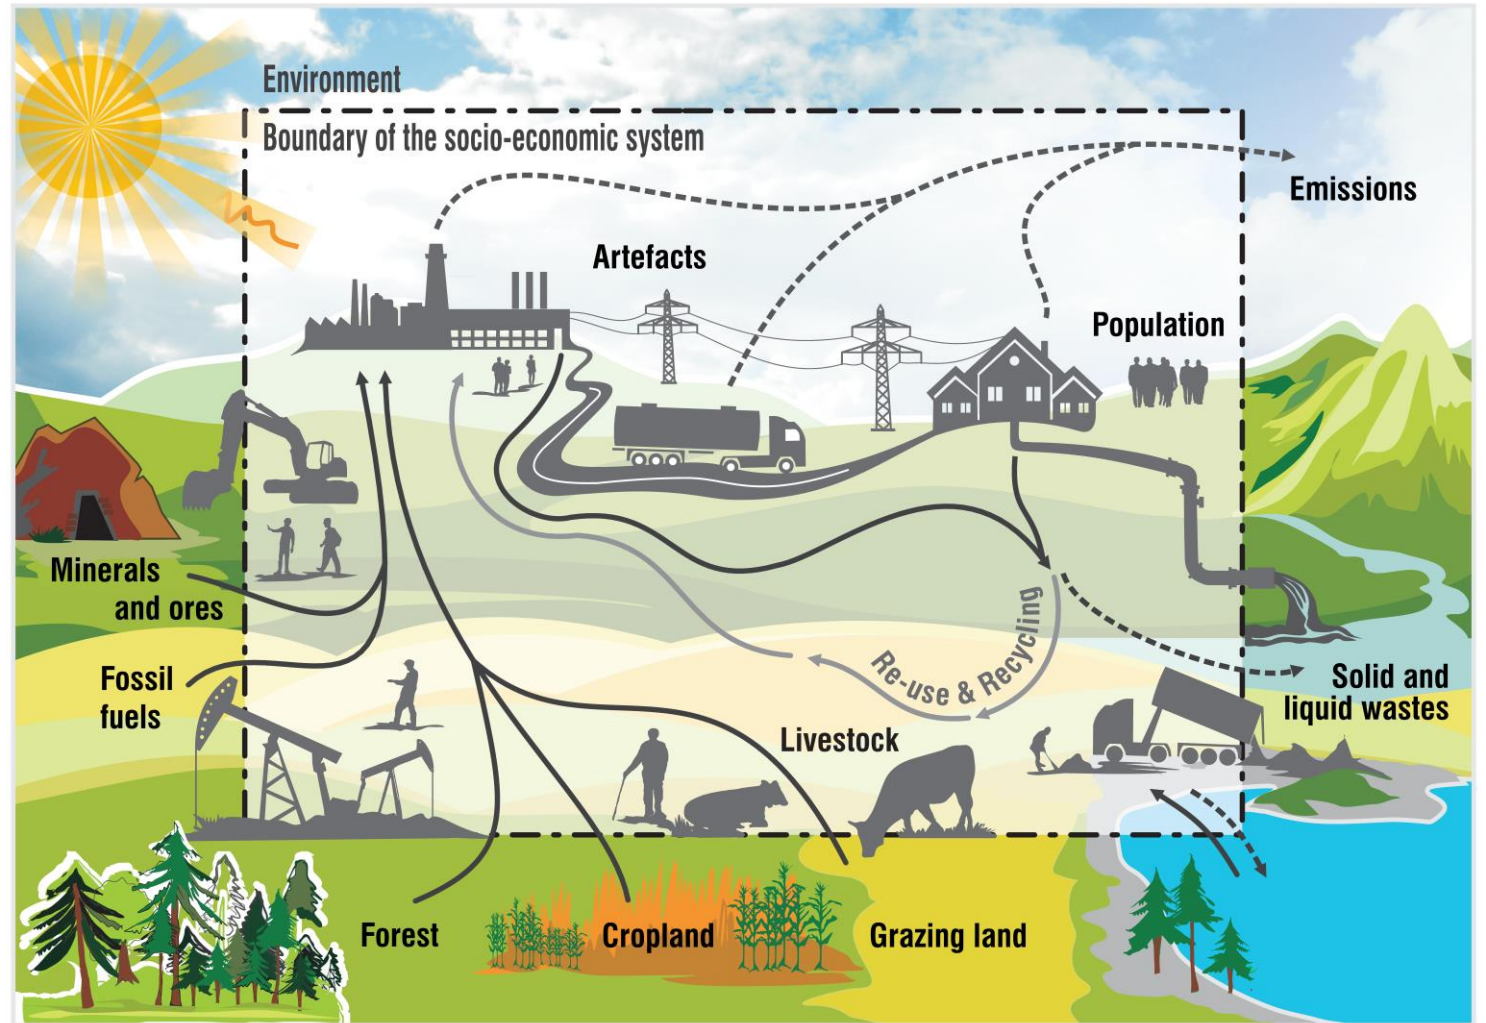 Environment
Boundary of the socio-economic system
Emissions
Artefacts
Population
Minerals
and ores
Fossil
fuels
Re-use & Recycling
Solid and
liquid wastes
Livestock
Forest
Cropland
Grazing land